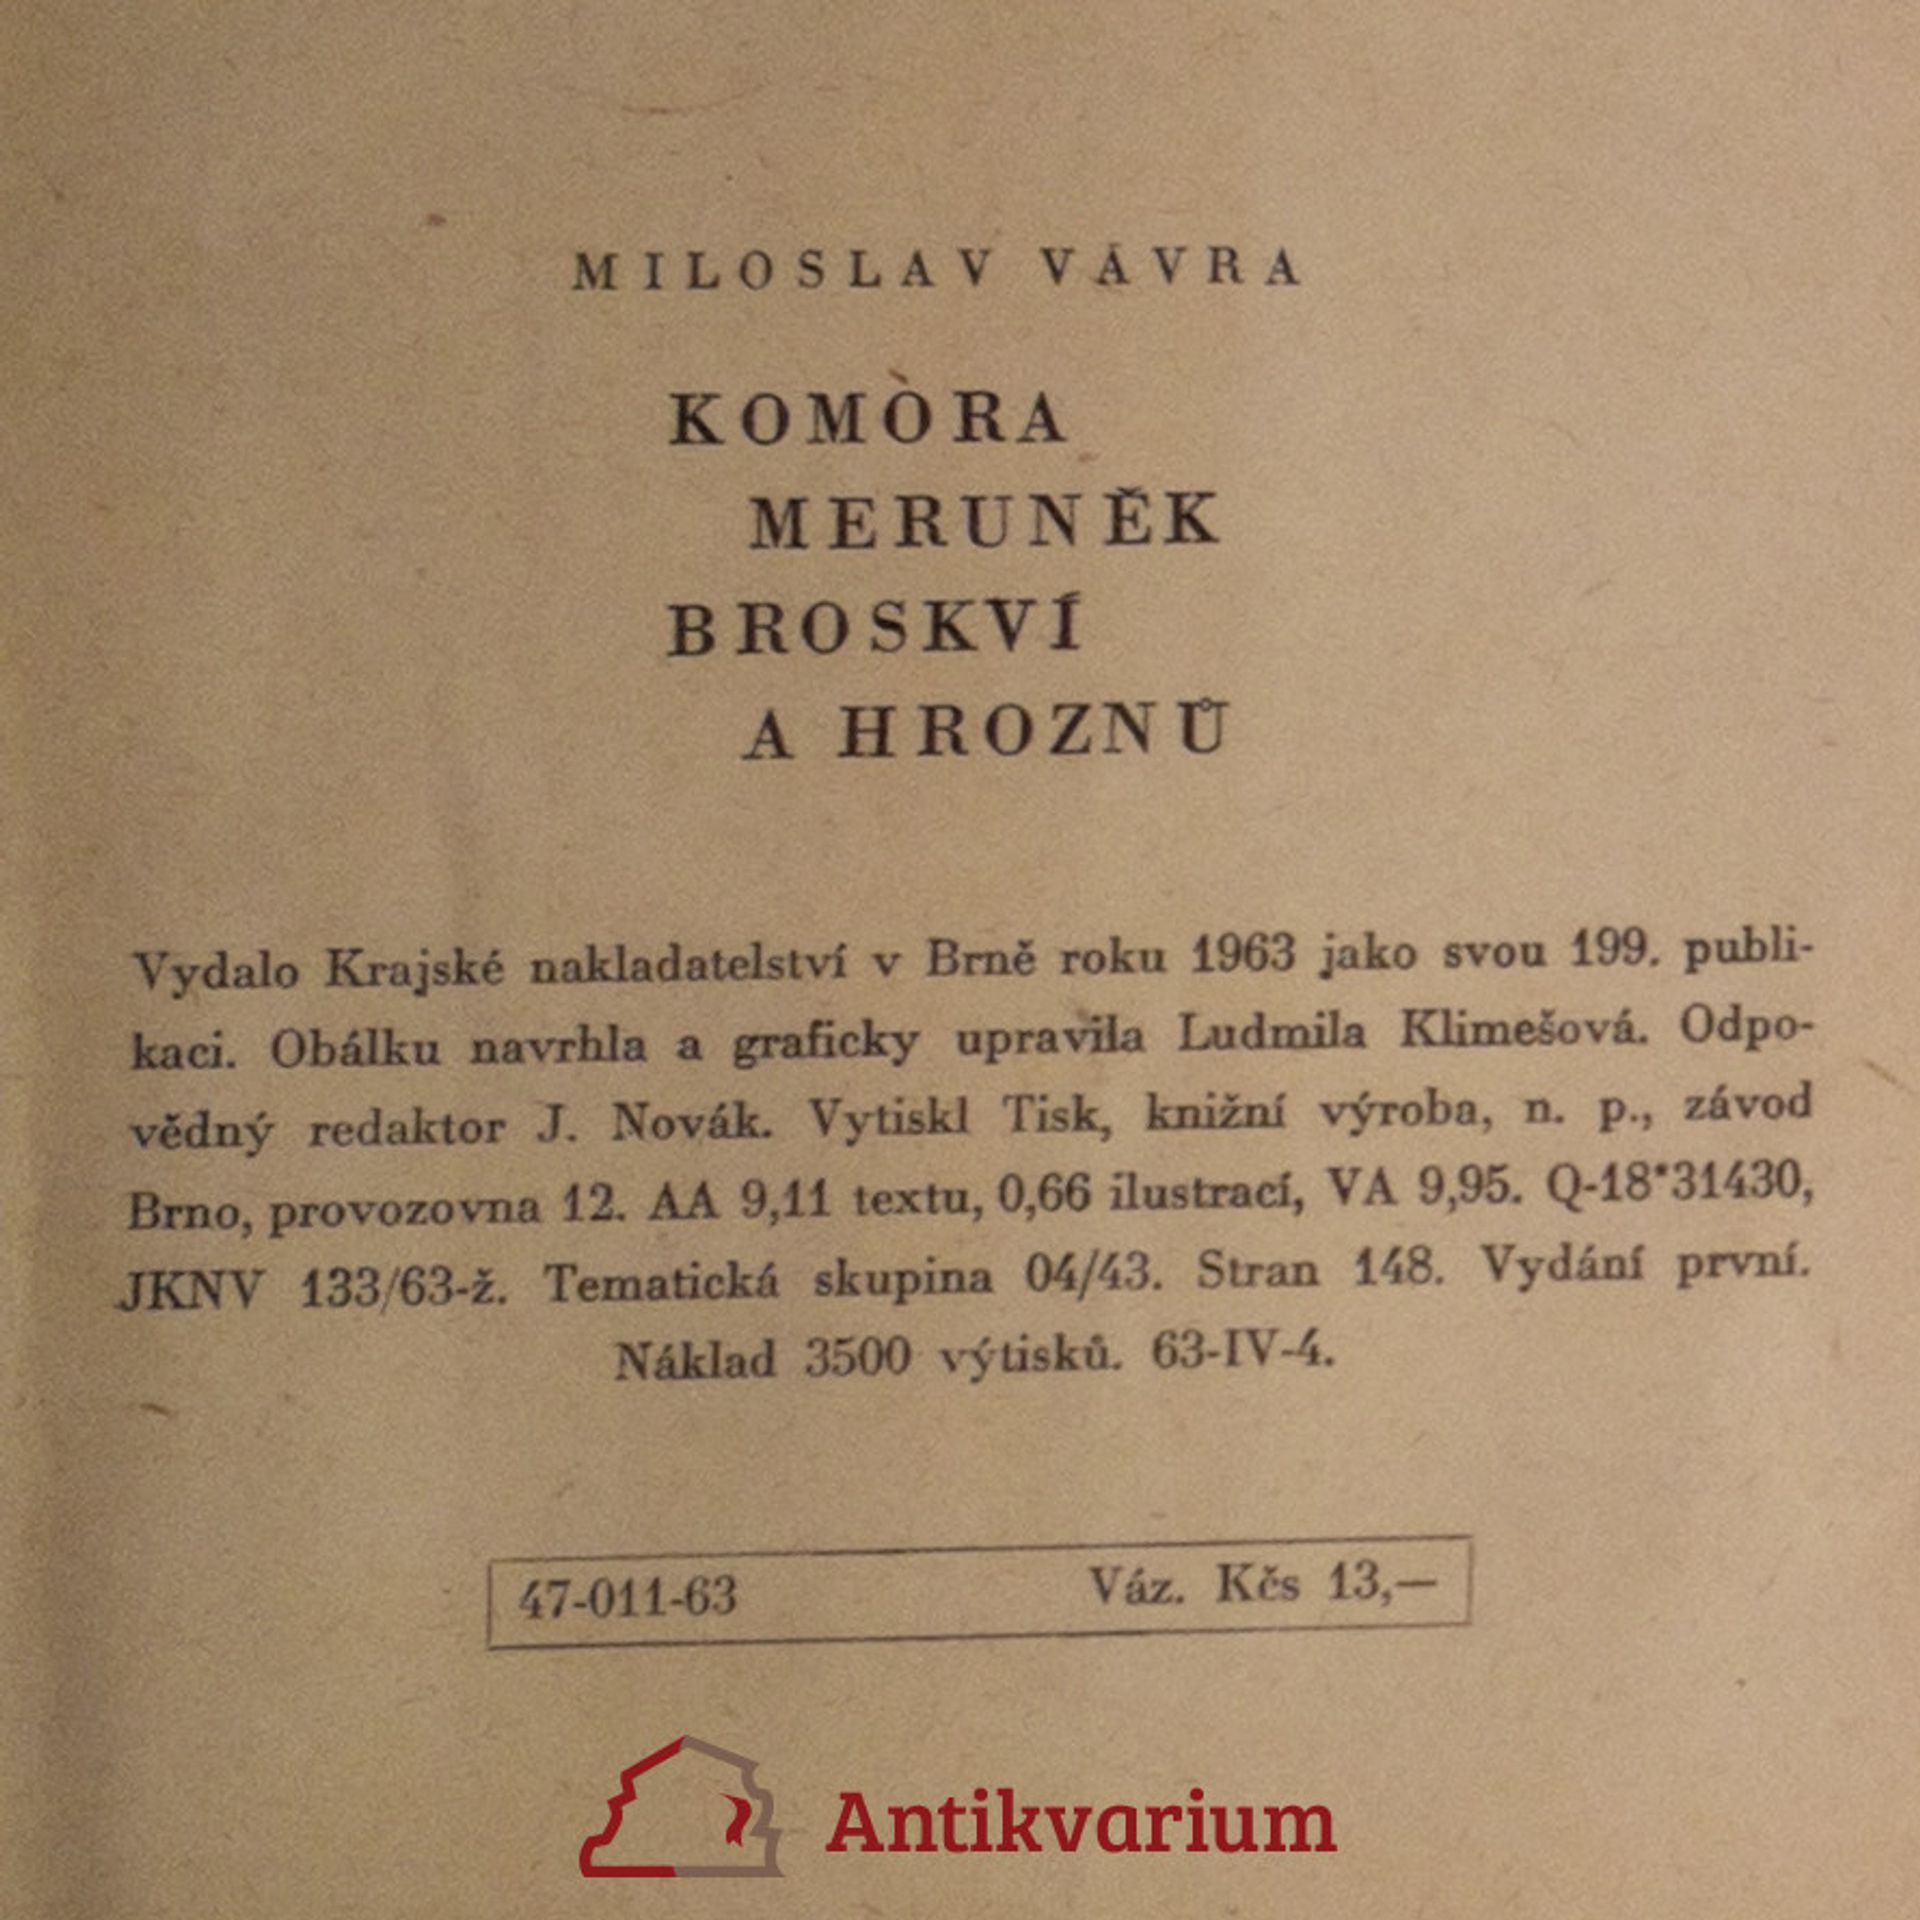 MILOSLAV VÁVRA
KOMORA
MERUNĚK
BROSKVÍ
A HROZNŮ
Vydalo Krajské nakladatelství v Brně roku 1963 jako svou 199. publi-
kaci. Obálku navrhla a graficky upravila Ludmila Klimešová. Odpo-
vědný redaktor J. Novák. Vytiskl Tisk, knižní výroba, n. p., závod
Brno, provozovna 12. AA 9,11 textu, 0,66 ilustrací, VA 9,95. Q-18*31430,
JKNV 133/63-ž. Tematická skupina 04/43. Stran 148. Vydání první.
Náklad 3500 výtisků. 63-IV-4.
47-011-63 Váz. Kčs 13,—
Antikvarium